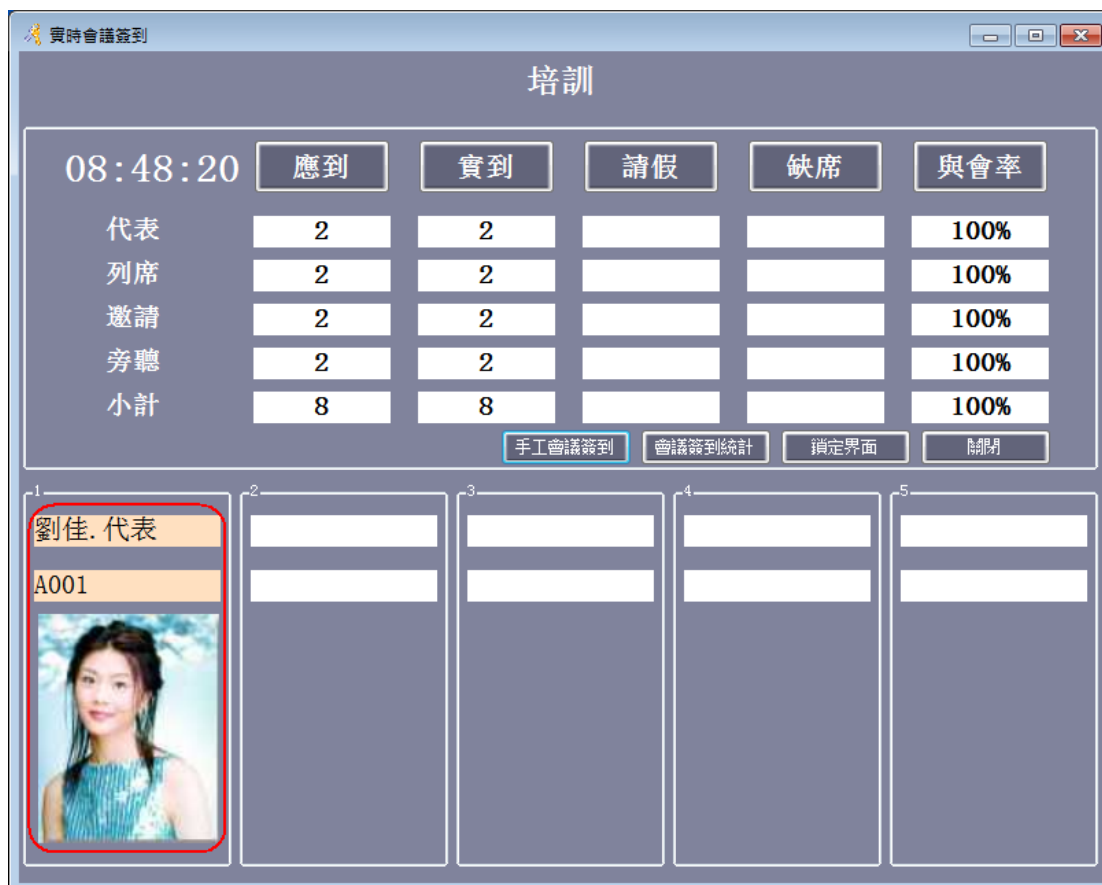 實時會議簽到
培訓
08:48:20 應到 實到 請假 缺席 與會率
代表 2 2 100%
列席 2 2 100%
邀請 2 2 100%
旁聽 2 2 100%
小計 8 8 100%
手工會議簽到 會議簽到統計 鎖定界面 關閉
1 2 3 4 5
劉佳.代表
A001